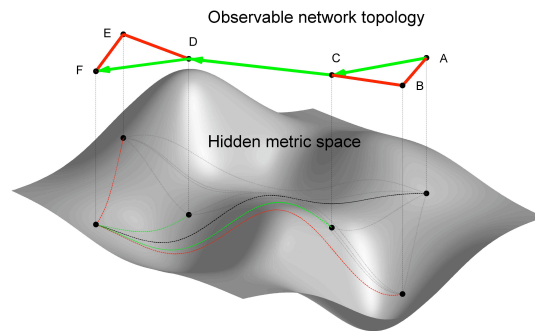 Observable network topology
E
D
C
A
F
B
Hidden metric space